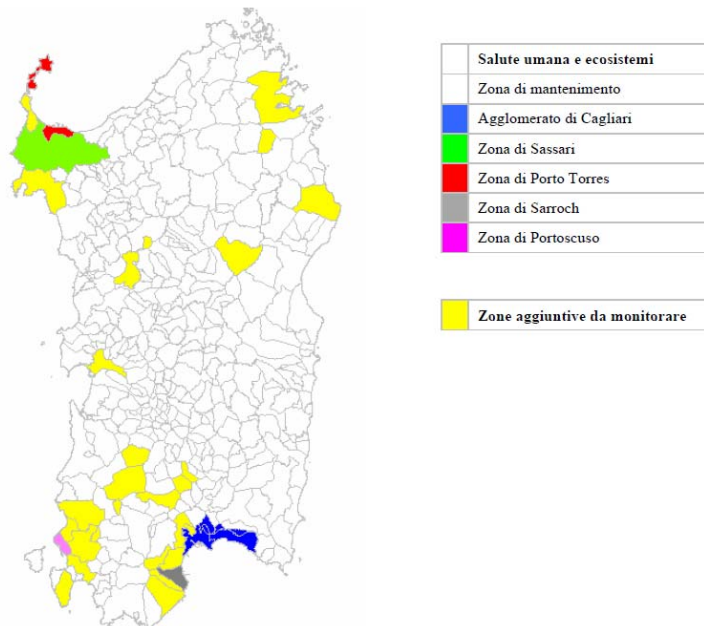 Salute umana e ecosistemi
Zona di mantenimento
Agglomerato di Cagliari
Zona di Sassari
Zona di Porto Torres
Zona di Sarroch
Zona di Portoscuso
Zone aggiuntive da monitorare